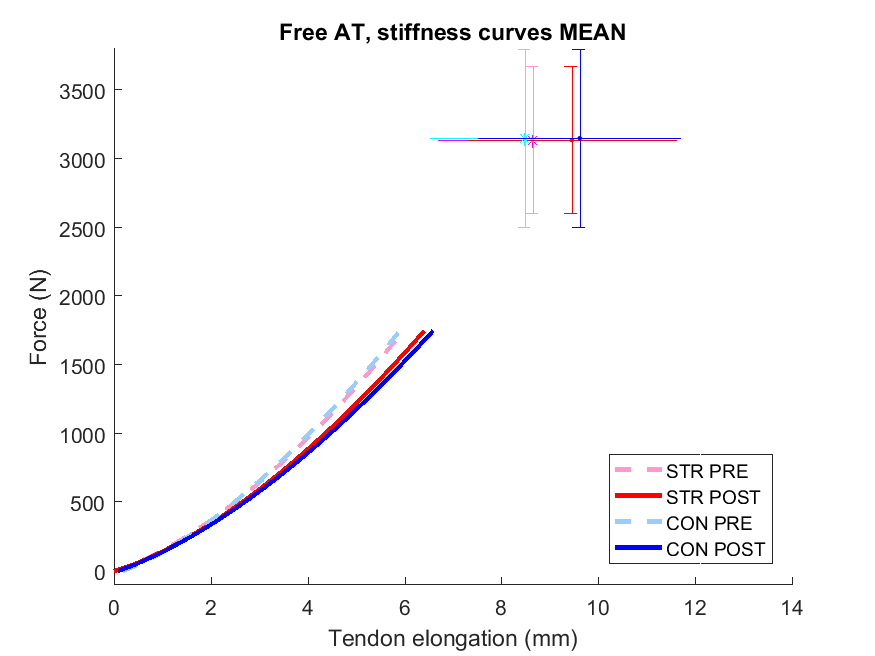 Free AT, stiffness curves MEAN
Force (N)
3500
3000
2500
2000
1500
1000
500
0
0 2 4 6 8 10 12 14
Tendon elongation (mm)
STR PRE
STR POST
CON PRE
CON POST